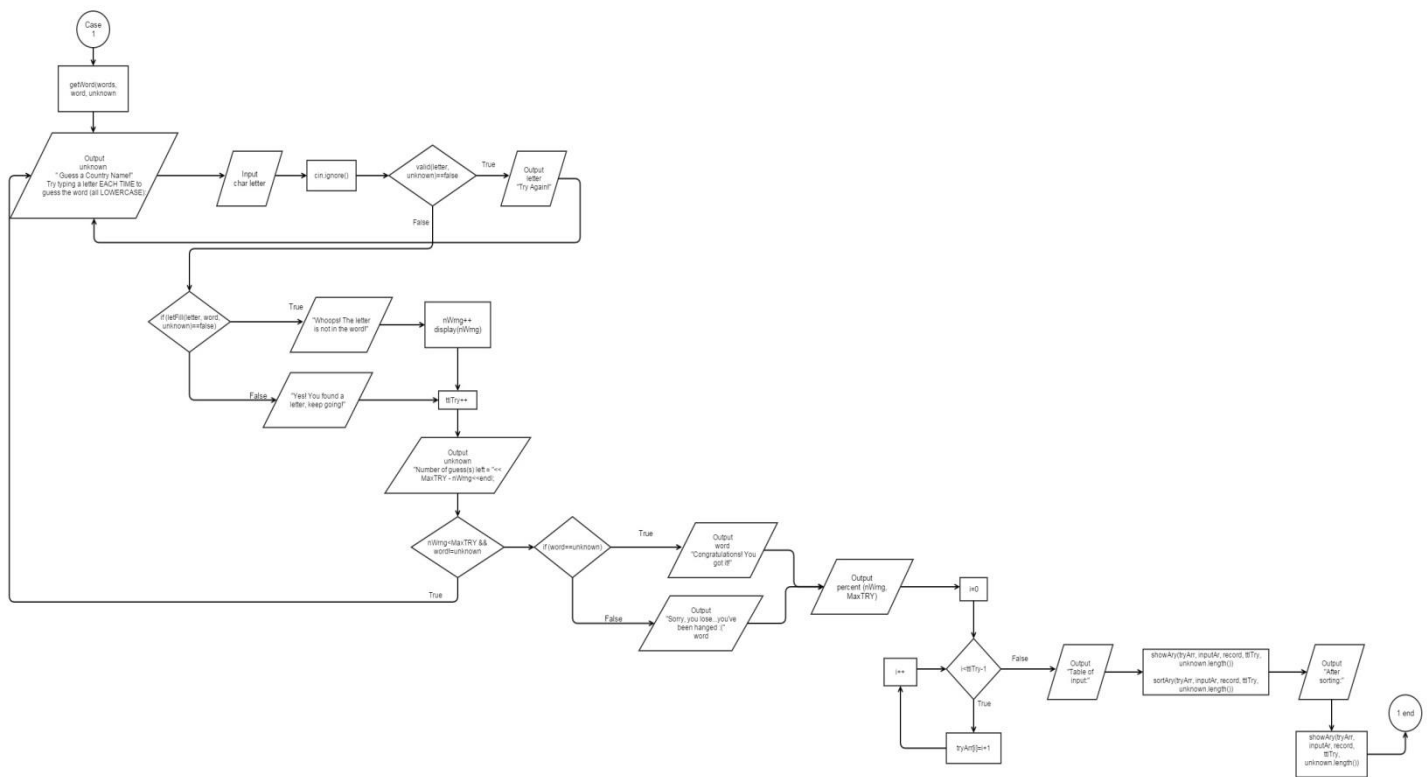 Case
1
getWord(words,
word, unknown
Output
unknown
" Guess a Country Name!"
Try typing a letter EACH TIME to
guess the word (all LOWERCASE)
Input
char letter
cin.ignore()
valid(letter,
unknown)==false
True
Output
letter
"Try Again!"
False
if (letFill(letter, word,
unknown)==false)
True
"Whoops! The letter
is not in the word!"
nWrng++
display(nWrng)
False
"Yes! You found a
letter, keep going!"
ttlTry++
Output
unknown
"Number of guess(s) left = "<<
MaxTRY - nWrng<<endl;
nWrng<MaxTRY &&
word!=unknown
True
if (word==unknown)
True
Output
word
"Congratulations! You
got it!"
False
Output
"Sorry, you lose...you've
been hanged :("
word
Output
percent (nWrng,
MaxTRY)
i=0
i<ttlTry-1
i++
True
tryArr[i]=i+1
False
Output
"Table of
input:"
showAry(tryArr, inputAr, record, ttlTry,
unknown.length())
sortAry(tryArr, inputAr, record, ttlTry,
unknown.length())
Output
"After
sorting:"
showAry(tryArr,
inputAr, record,
ttlTry,
unknown.length())
1 end